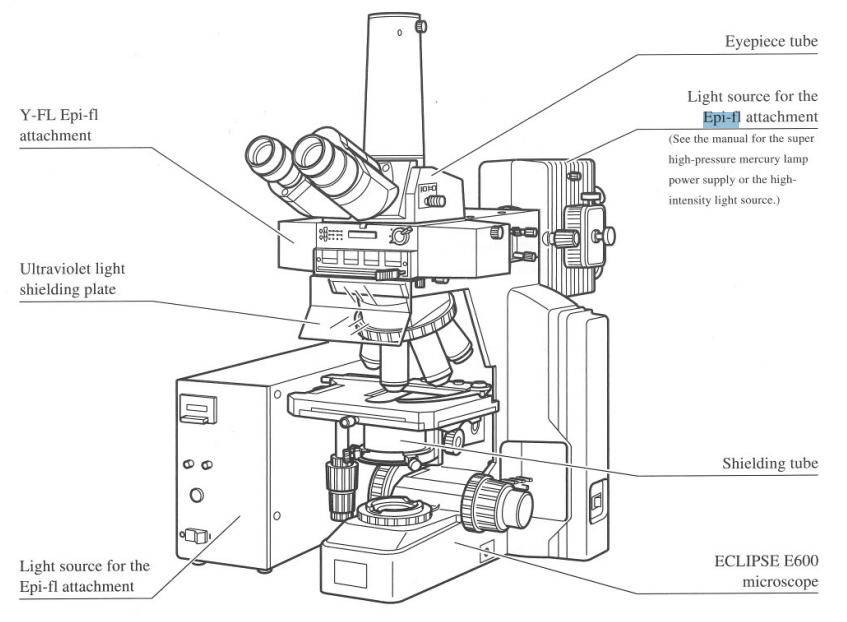 Eyepiece tube
Light source for the
Epi-fl attachment
(See the manual for the super
high-pressure mercury lamp
power supply or the high-
intensity light source.)
Y-FL Epi-fl
attachment
Ultraviolet light
shielding plate
Shielding tube
Light source for the
Epi-fl attachment
ECLIPSE E600
microscope